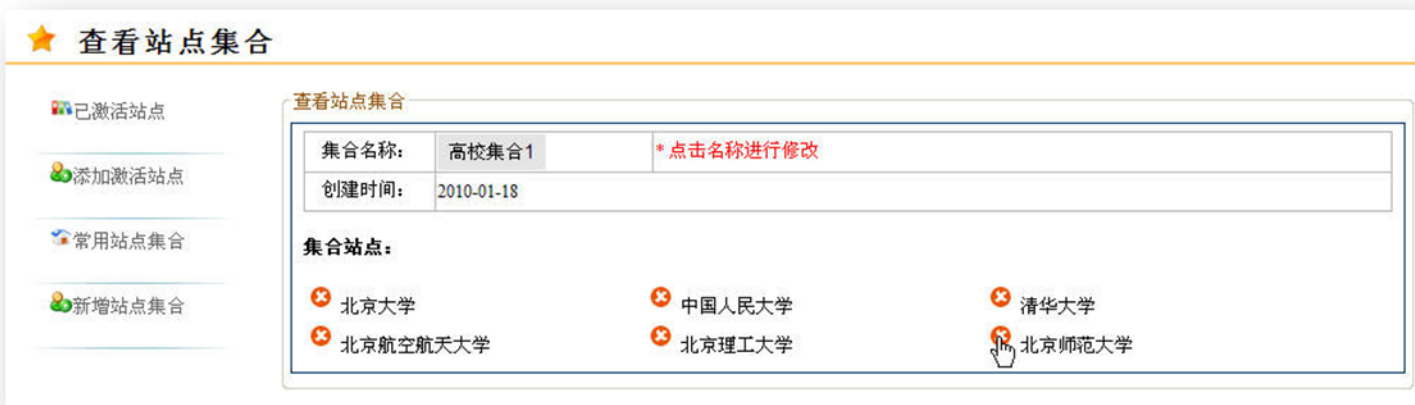 查看站点集合
已激活站点
添加激活站点
常用站点集合
新增站点集合
查看站点集合
集合名称： 高校集合1 * 点击名称进行修改
创建时间： 2010-01-18
集合站点：
北京大学 中国人民大学 清华大学
北京航空航天大学 北京理工大学 北京师范大学